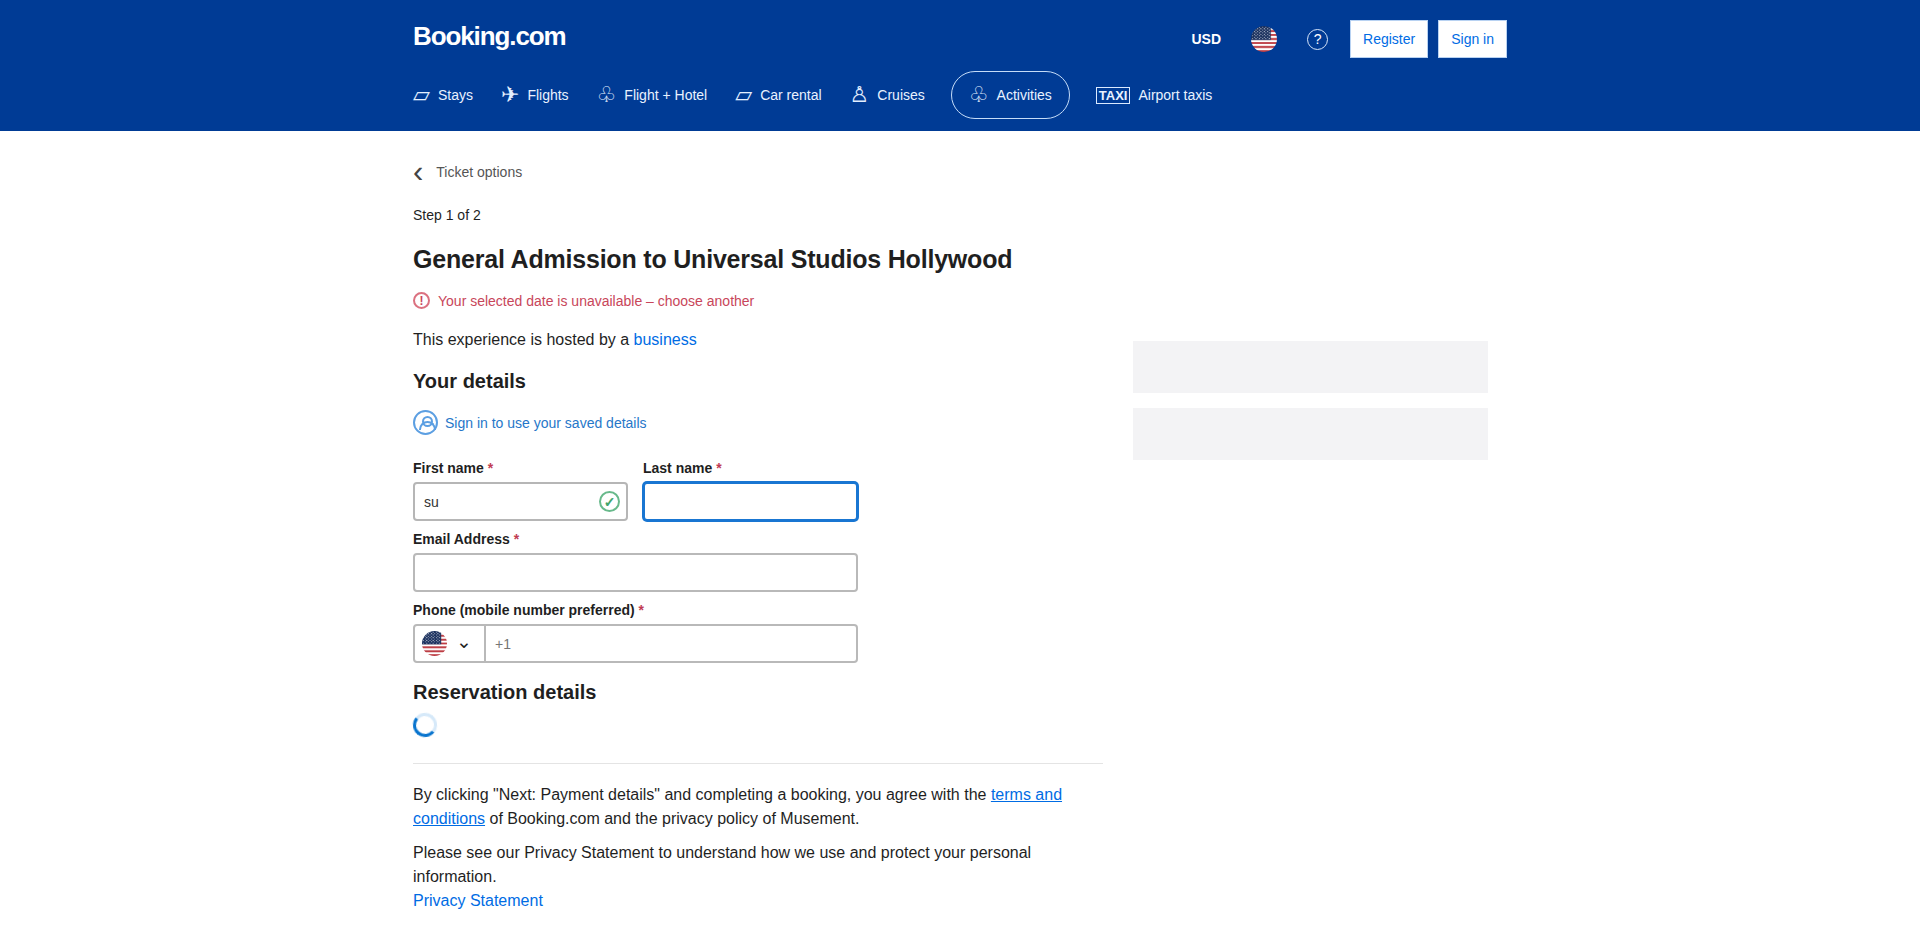 Booking.com
USD
Register
Sign in
Stays
Flights
Flight + Hotel
Car rental
Cruises
Activities
TAXI Airport taxis
Ticket options
Step 1 of 2
General Admission to Universal Studios Hollywood
Your selected date is unavailable – choose another
This experience is hosted by a business
Your details
Sign in to use your saved details
First name *
Last name *
su
Email Address *
Phone (mobile number preferred) *
+1
Reservation details
By clicking "Next: Payment details" and completing a booking, you agree with the terms and
conditions of Booking.com and the privacy policy of Musement.
Please see our Privacy Statement to understand how we use and protect your personal
information.
Privacy Statement